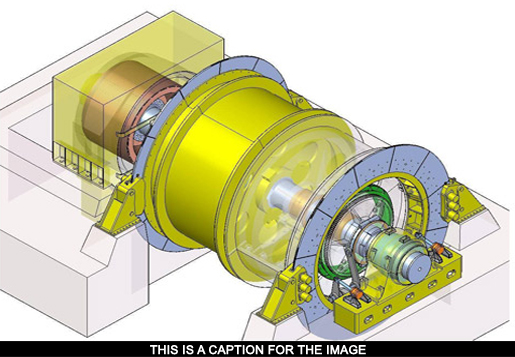 THIS IS A CAPTION FOR THE IMAGE